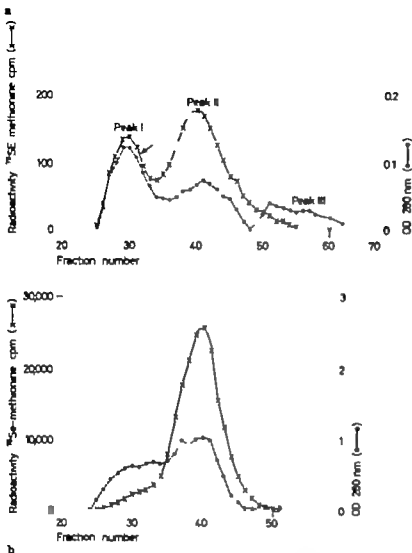 a
Radioactivity ⁷⁵SE methionine cpm (x—x)
200
100
0
Peak I
Peak II
Peak III
0.2
0.1
0
OD 280 nm (•—•)
20 30 40 50 60 70
Fraction number
Radioactivity ⁷⁵Se-methionine cpm (x—x)
30,000
20,000
10,000
3
2
1
0
OD 280 nm (•—•)
20 30 40 50
Fraction number
b